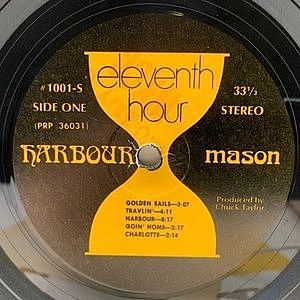 eleventh
hour
#1001-S
SIDE ONE
(PRP 36031)
33⅓
STEREO
HARBOUR mason
GOLDEN SAILS—3:07
TRAVLIN'—4:11
HARBOUR—8:17
GOIN' HOME—2:17
CHARLOTTE—2:14
Produced by
Chuck Taylor